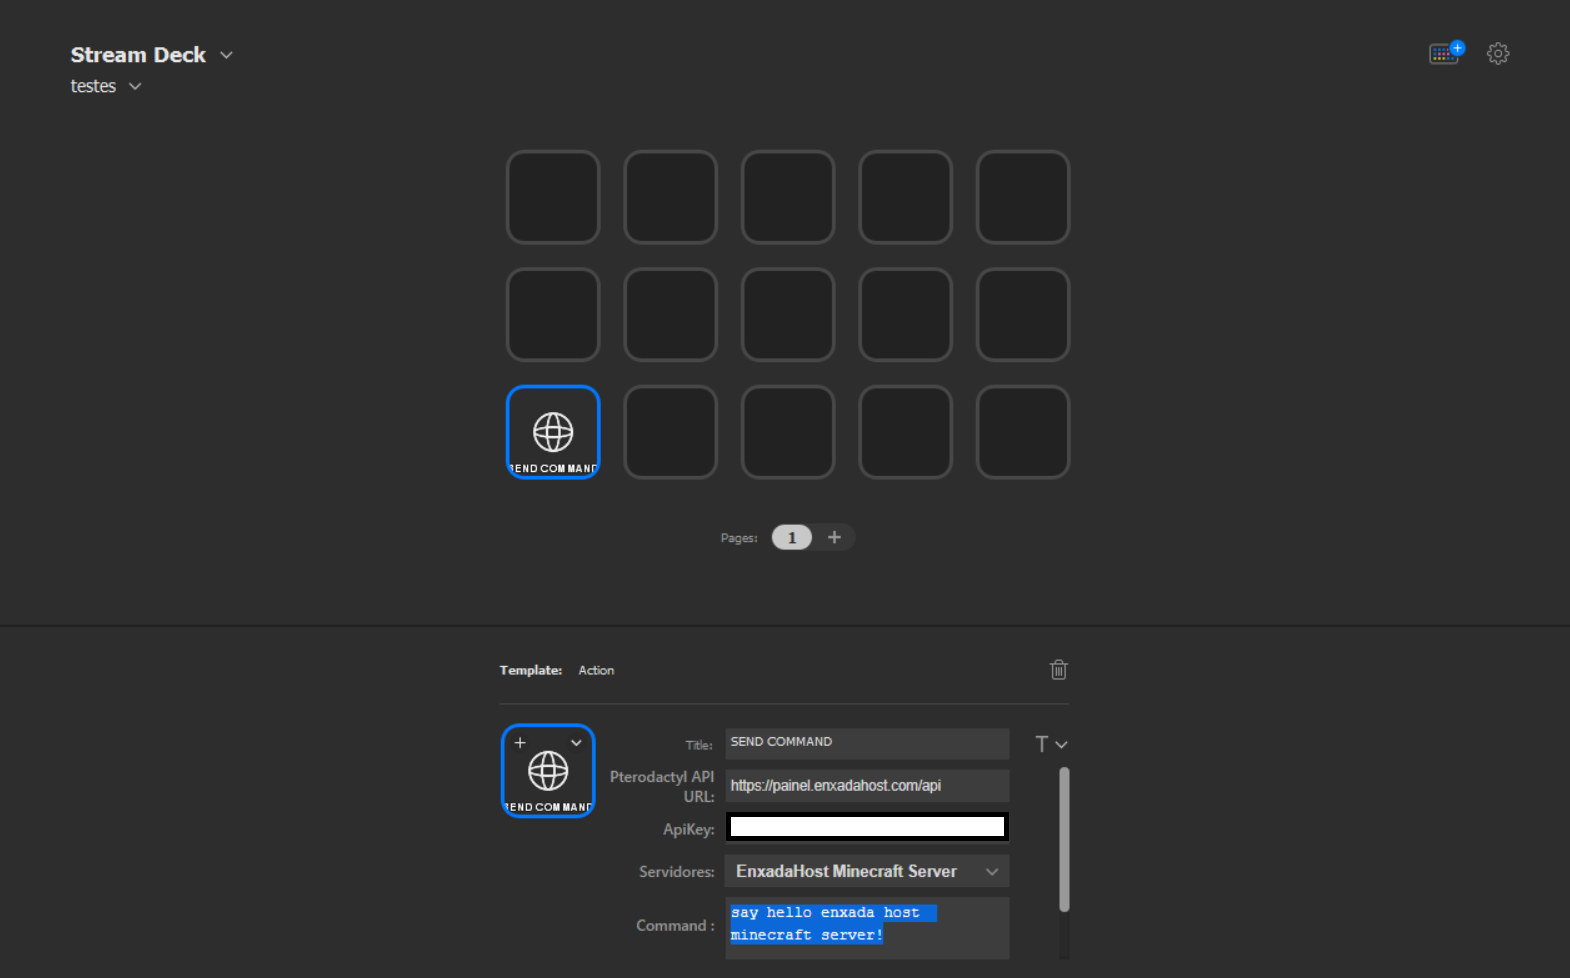 Stream Deck
testes
SEND COMMAND
Pages: 1
Template: Action
SEND COMMAND
Title: SEND COMMAND
Pterodactyl API
URL: https://painel.enxadahost.com/api
ApiKey:
Servidores: EnxadaHost Minecraft Server
Command : say hello enxada host
minecraft server!
T